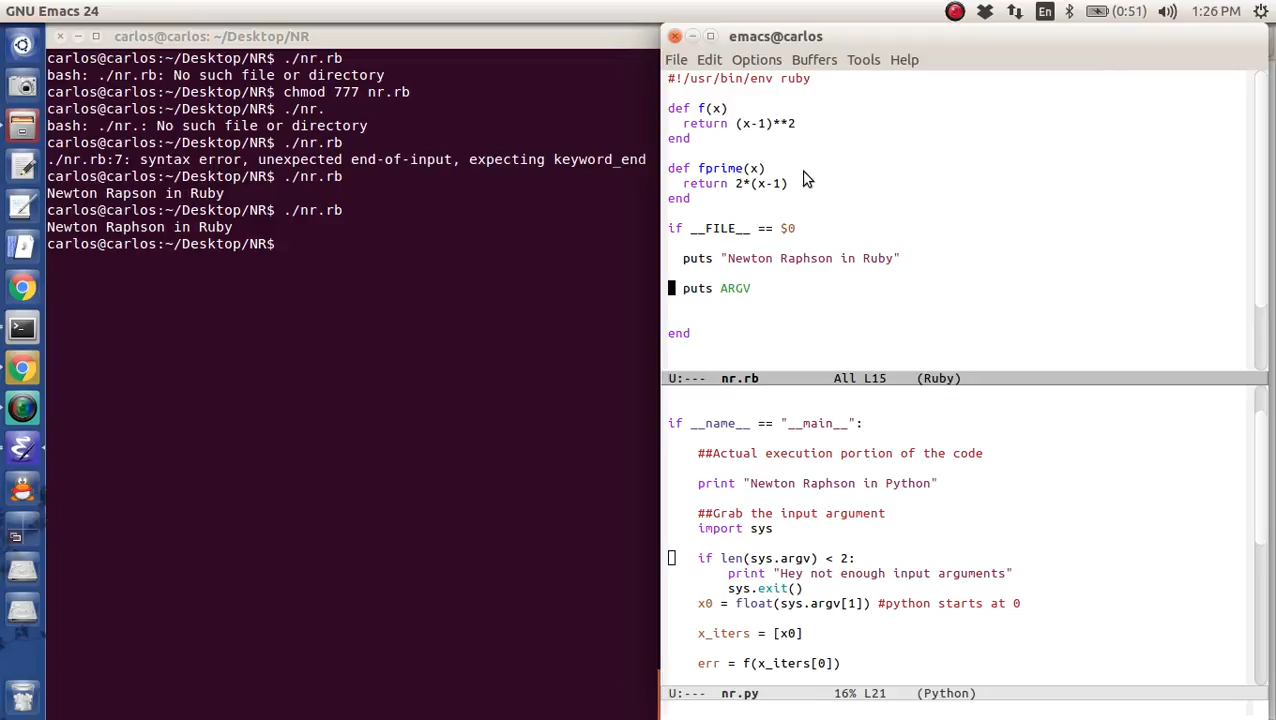 GNU Emacs 24
En
(0:51)
1:26 PM
carlos@carlos: ~/Desktop/NR
carlos@carlos:~/Desktop/NR$ ./nr.rb
bash: ./nr.rb: No such file or directory
carlos@carlos:~/Desktop/NR$ chmod 777 nr.rb
carlos@carlos:~/Desktop/NR$ ./nr.
bash: ./nr.: No such file or directory
carlos@carlos:~/Desktop/NR$ ./nr.rb
./nr.rb:7: syntax error, unexpected end-of-input, expecting keyword_end
carlos@carlos:~/Desktop/NR$ ./nr.rb
Newton Rapson in Ruby
carlos@carlos:~/Desktop/NR$ ./nr.rb
Newton Raphson in Ruby
carlos@carlos:~/Desktop/NR$
emacs@carlos
File Edit Options Buffers Tools Help
#!/usr/bin/env ruby
def f(x)
return (x-1)**2
end
def fprime(x)
return 2*(x-1)
end
if __FILE__ == $0
puts "Newton Raphson in Ruby"
puts ARGV
end
U:--- nr.rb All L15 (Ruby)
if __name__ == "__main__":
##Actual execution portion of the code
print "Newton Raphson in Python"
##Grab the input argument
import sys
if len(sys.argv) < 2:
print "Hey not enough input arguments"
sys.exit()
x0 = float(sys.argv[1]) #python starts at 0
x_iters = [x0]
err = f(x_iters[0])
U:--- nr.py 16% L21 (Python)